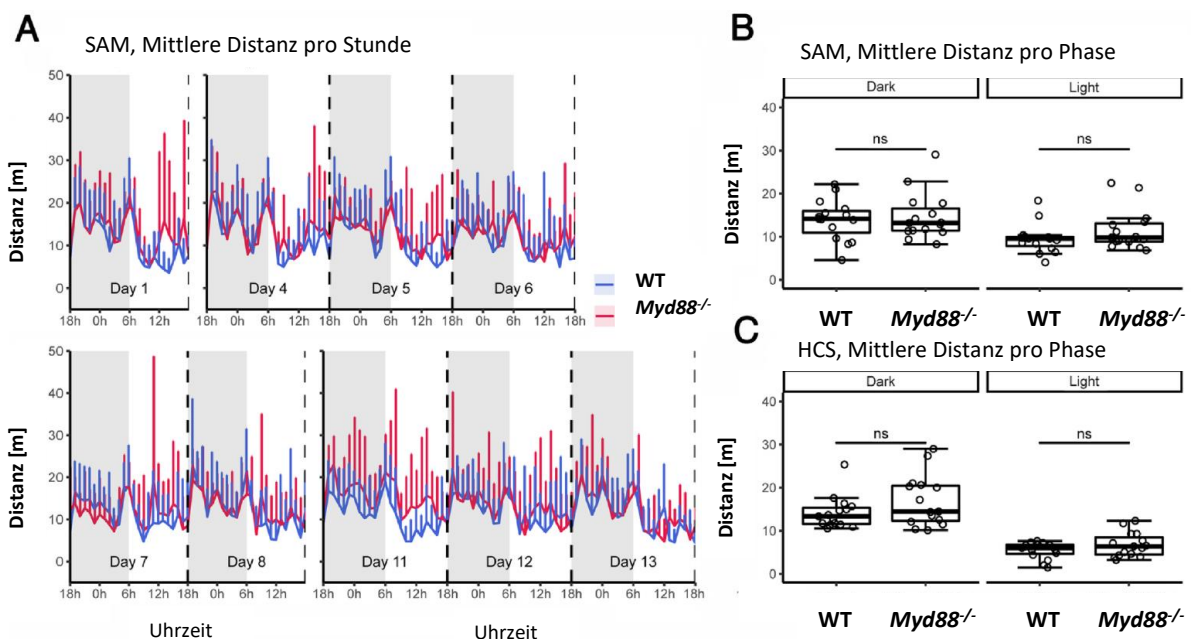 A
SAM, Mittlere Distanz pro Stunde
Distanz [m]
50
40
30
20
10
0
Day 1
Day 4
Day 5
Day 6
18h 0h 6h 12h
18h 0h 6h 12h 18h 0h 6h 12h 18h 0h 6h 12h 18h
WT
Myd88-/-
Distanz [m]
50
40
30
20
10
0
Day 7
Day 8
Day 11
Day 12
Day 13
18h 0h 6h 12h 18h 0h 6h 12h
18h 0h 6h 12h 18h 0h 6h 12h 18h 0h 6h 12h 18h
Uhrzeit
Uhrzeit
B
SAM, Mittlere Distanz pro Phase
Dark
Light
Distanz [m]
40
30
20
10
0
ns
ns
WT
Myd88-/-
WT
Myd88-/-
C
HCS, Mittlere Distanz pro Phase
Dark
Light
Distanz [m]
40
30
20
10
0
ns
ns
WT
Myd88-/-
WT
Myd88-/-